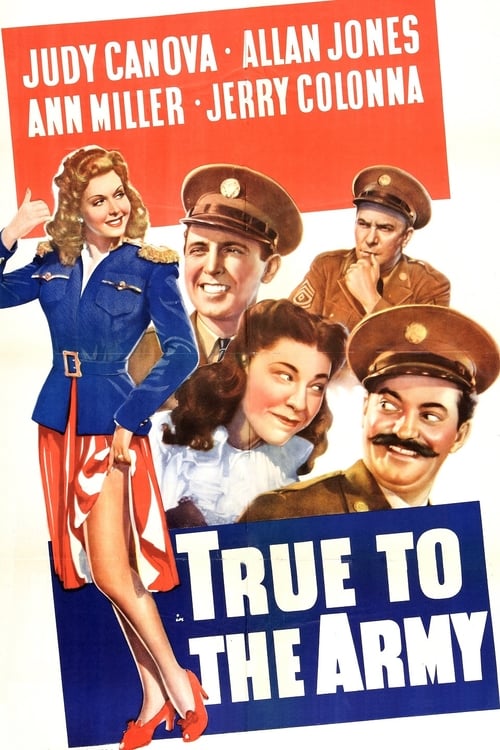 JUDY CANOVA · ALLAN JONES
ANN MILLER · JERRY COLONNA
TRUE TO
THE ARMY